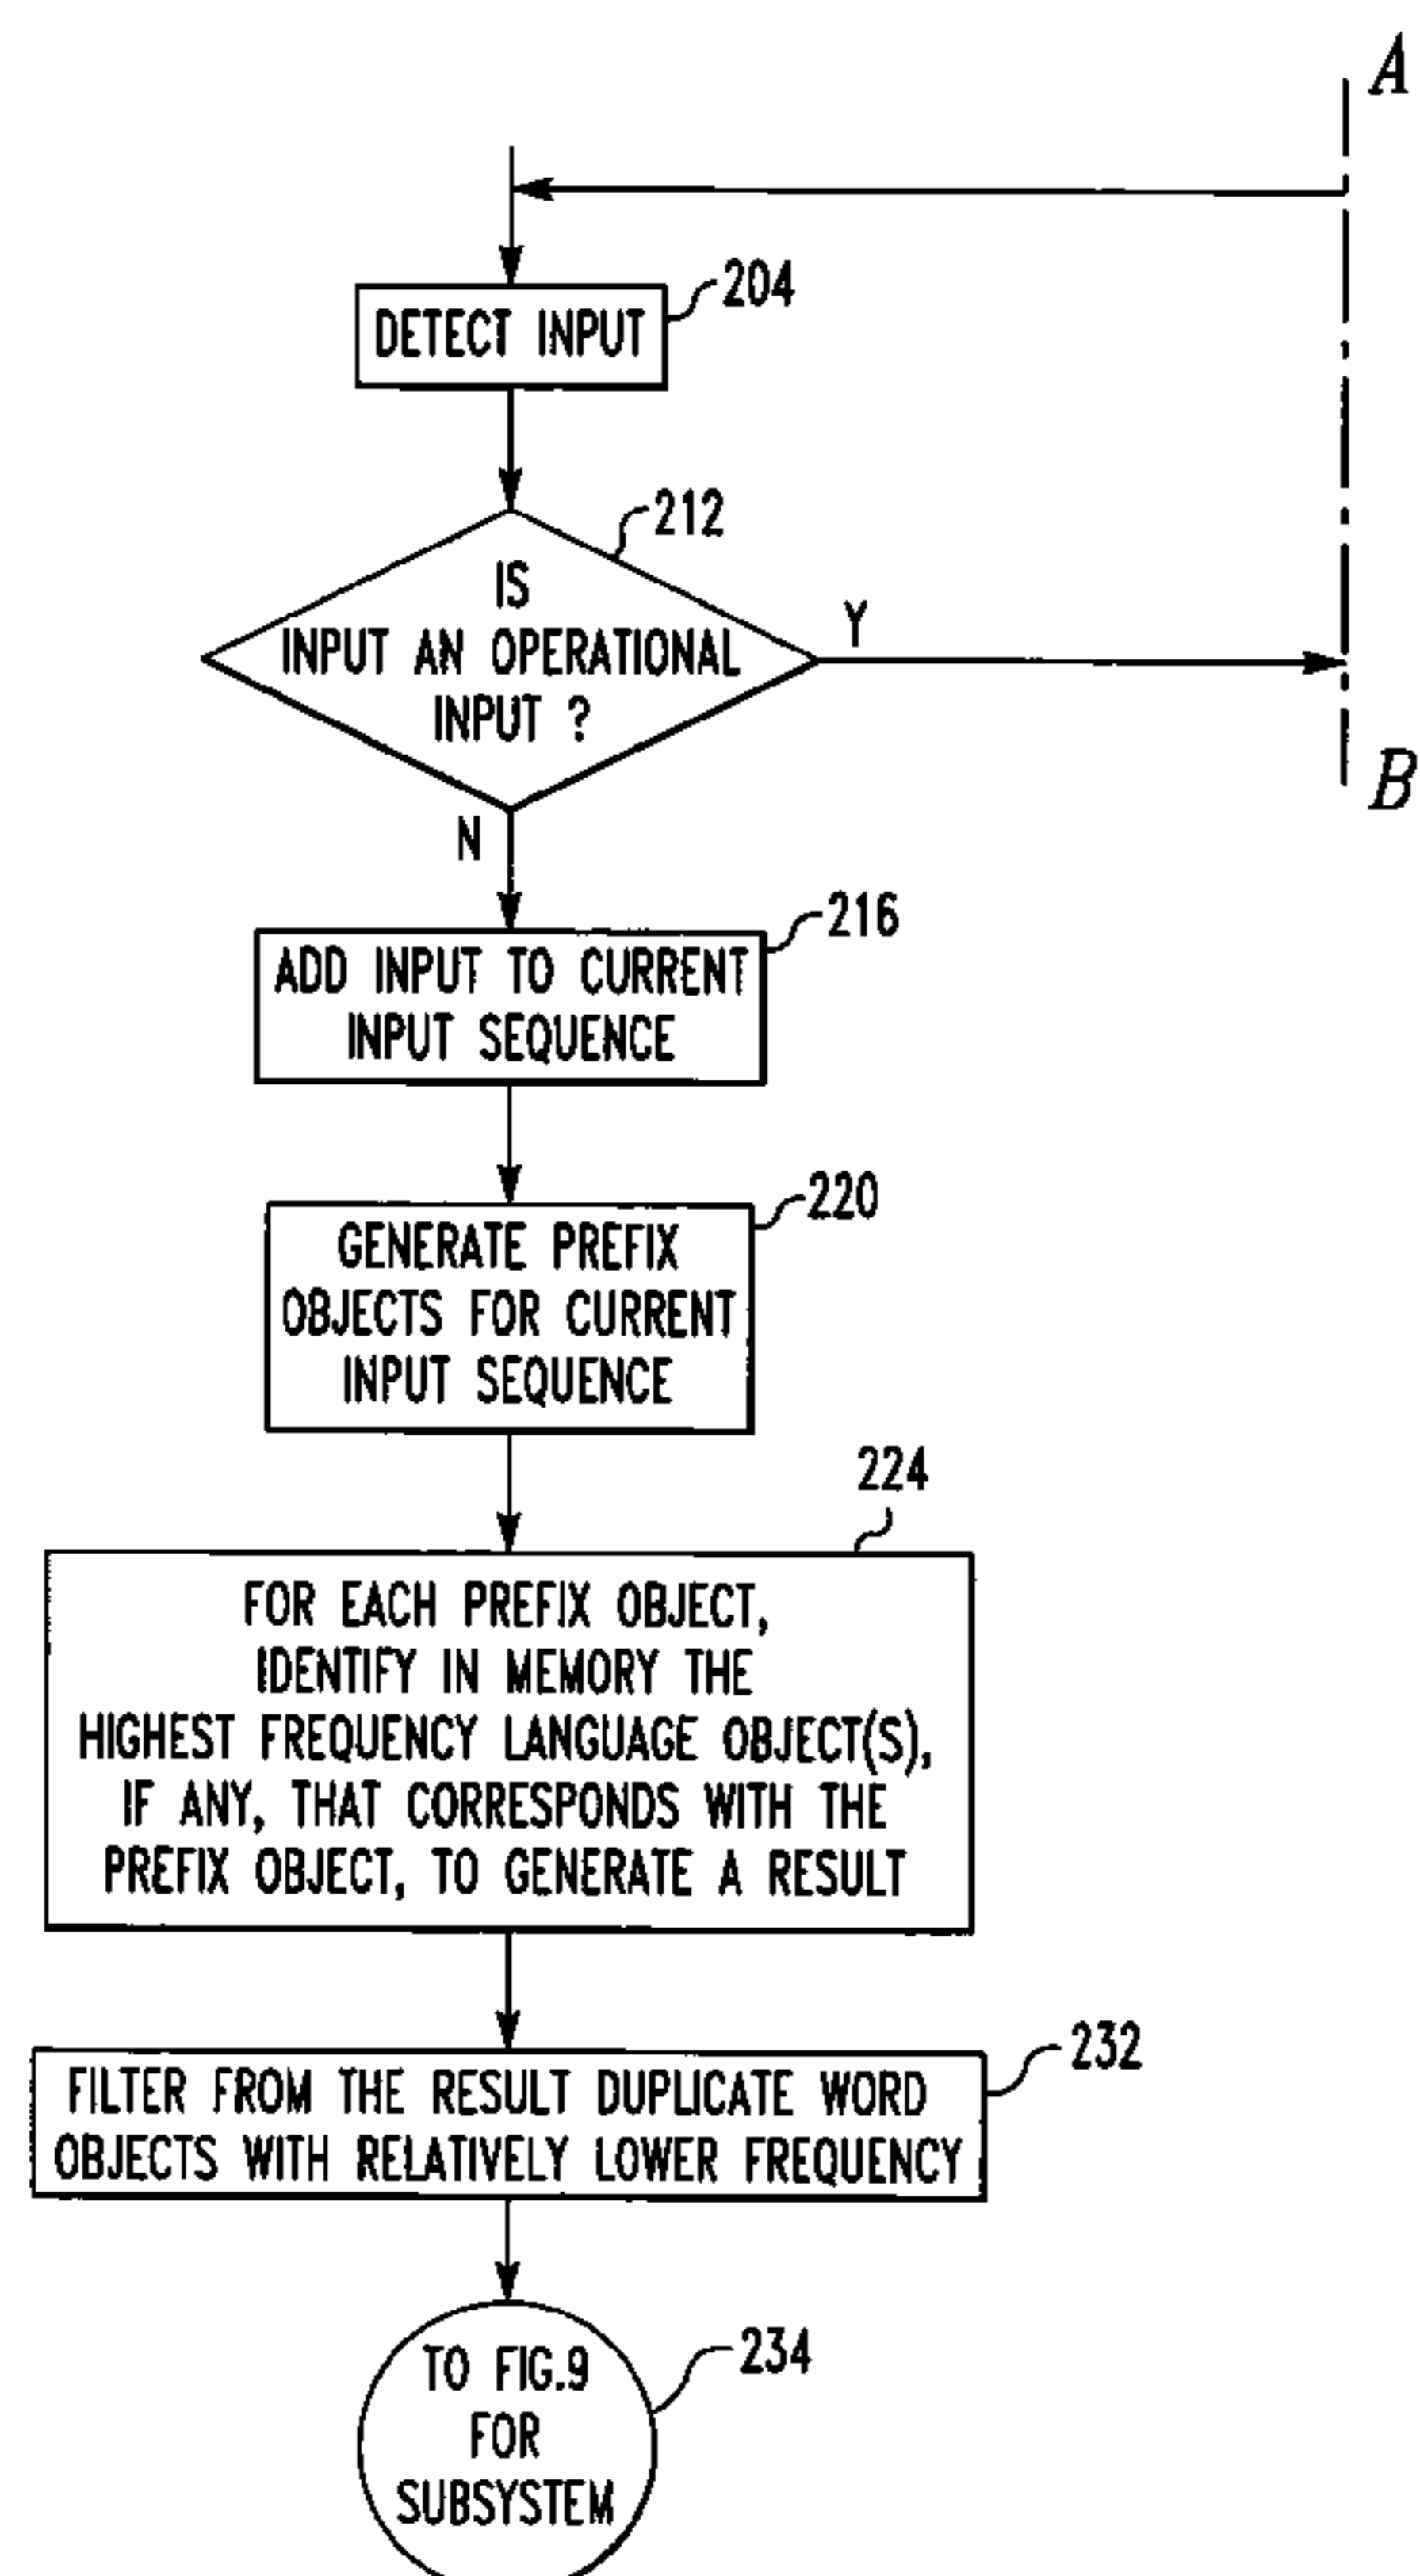 A
204
DETECT INPUT
212
IS
INPUT AN OPERATIONAL
INPUT ?
Y
B
N
216
ADD INPUT TO CURRENT
INPUT SEQUENCE
220
GENERATE PREFIX
OBJECTS FOR CURRENT
INPUT SEQUENCE
224
FOR EACH PREFIX OBJECT,
IDENTIFY IN MEMORY THE
HIGHEST FREQUENCY LANGUAGE OBJECT(S),
IF ANY, THAT CORRESPONDS WITH THE
PREFIX OBJECT, TO GENERATE A RESULT
232
FILTER FROM THE RESULT DUPLICATE WORD
OBJECTS WITH RELATIVELY LOWER FREQUENCY
234
TO FIG.9
FOR
SUBSYSTEM